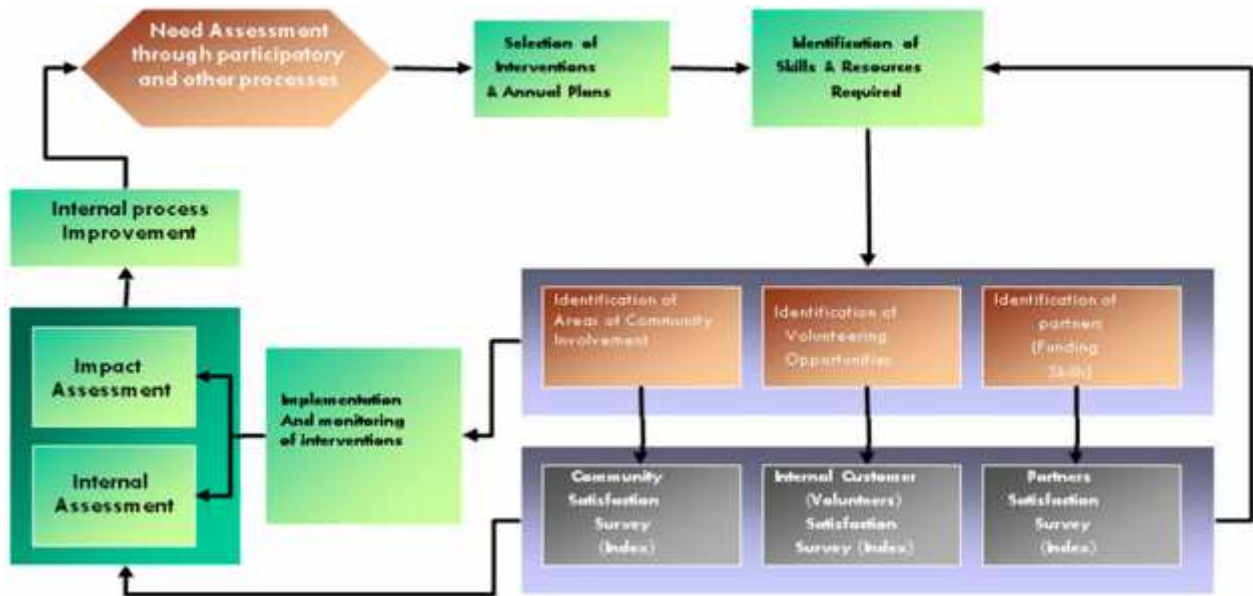 Need Assessment
through participatory
and other processes
Selection of
Interventions
& Annual Plans
Identification of
Skills & Resources
Required
Internal process
Improvement
Identification of
Areas of Community
Involvement
Identification of
Volunteering
Opportunities
Identification of
partners
(Funding
Skill)
Impact
Assessment
Implementation
And monitoring
of interventions
Internal
Assessment
Community
Satisfaction
Survey
(Index)
Internal Customer
(Volunteers)
Satisfaction
Survey (Index)
Partners
Satisfaction
Survey
(Index)